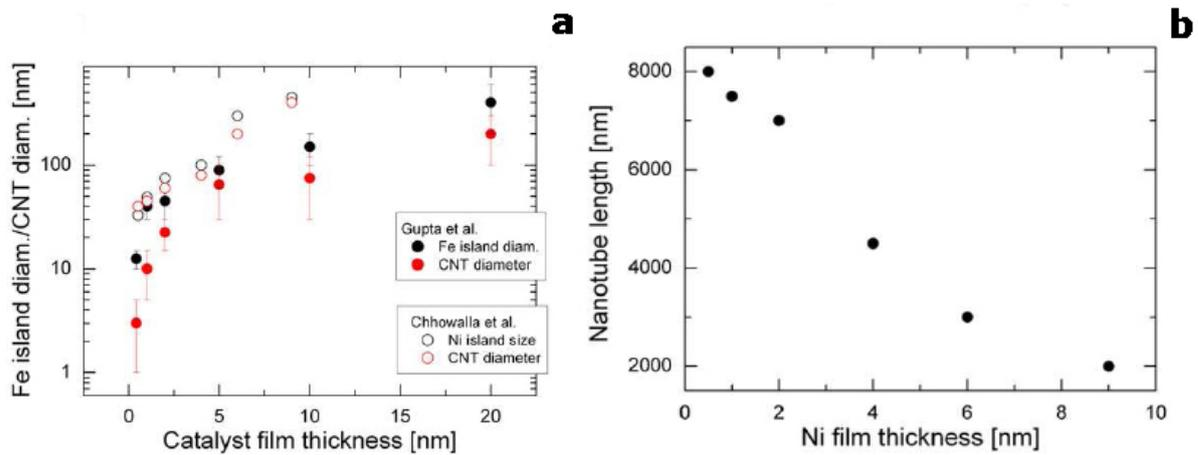 a
Fe island diam./CNT diam. [nm]
100
10
1
Gupta et al.
Fe island diam.
CNT diameter
Chhowalla et al.
Ni island size
CNT diameter
0 5 10 15 20
Catalyst film thickness [nm]
b
Nanotube length [nm]
8000
6000
4000
2000
0 2 4 6 8 10
Ni film thickness [nm]